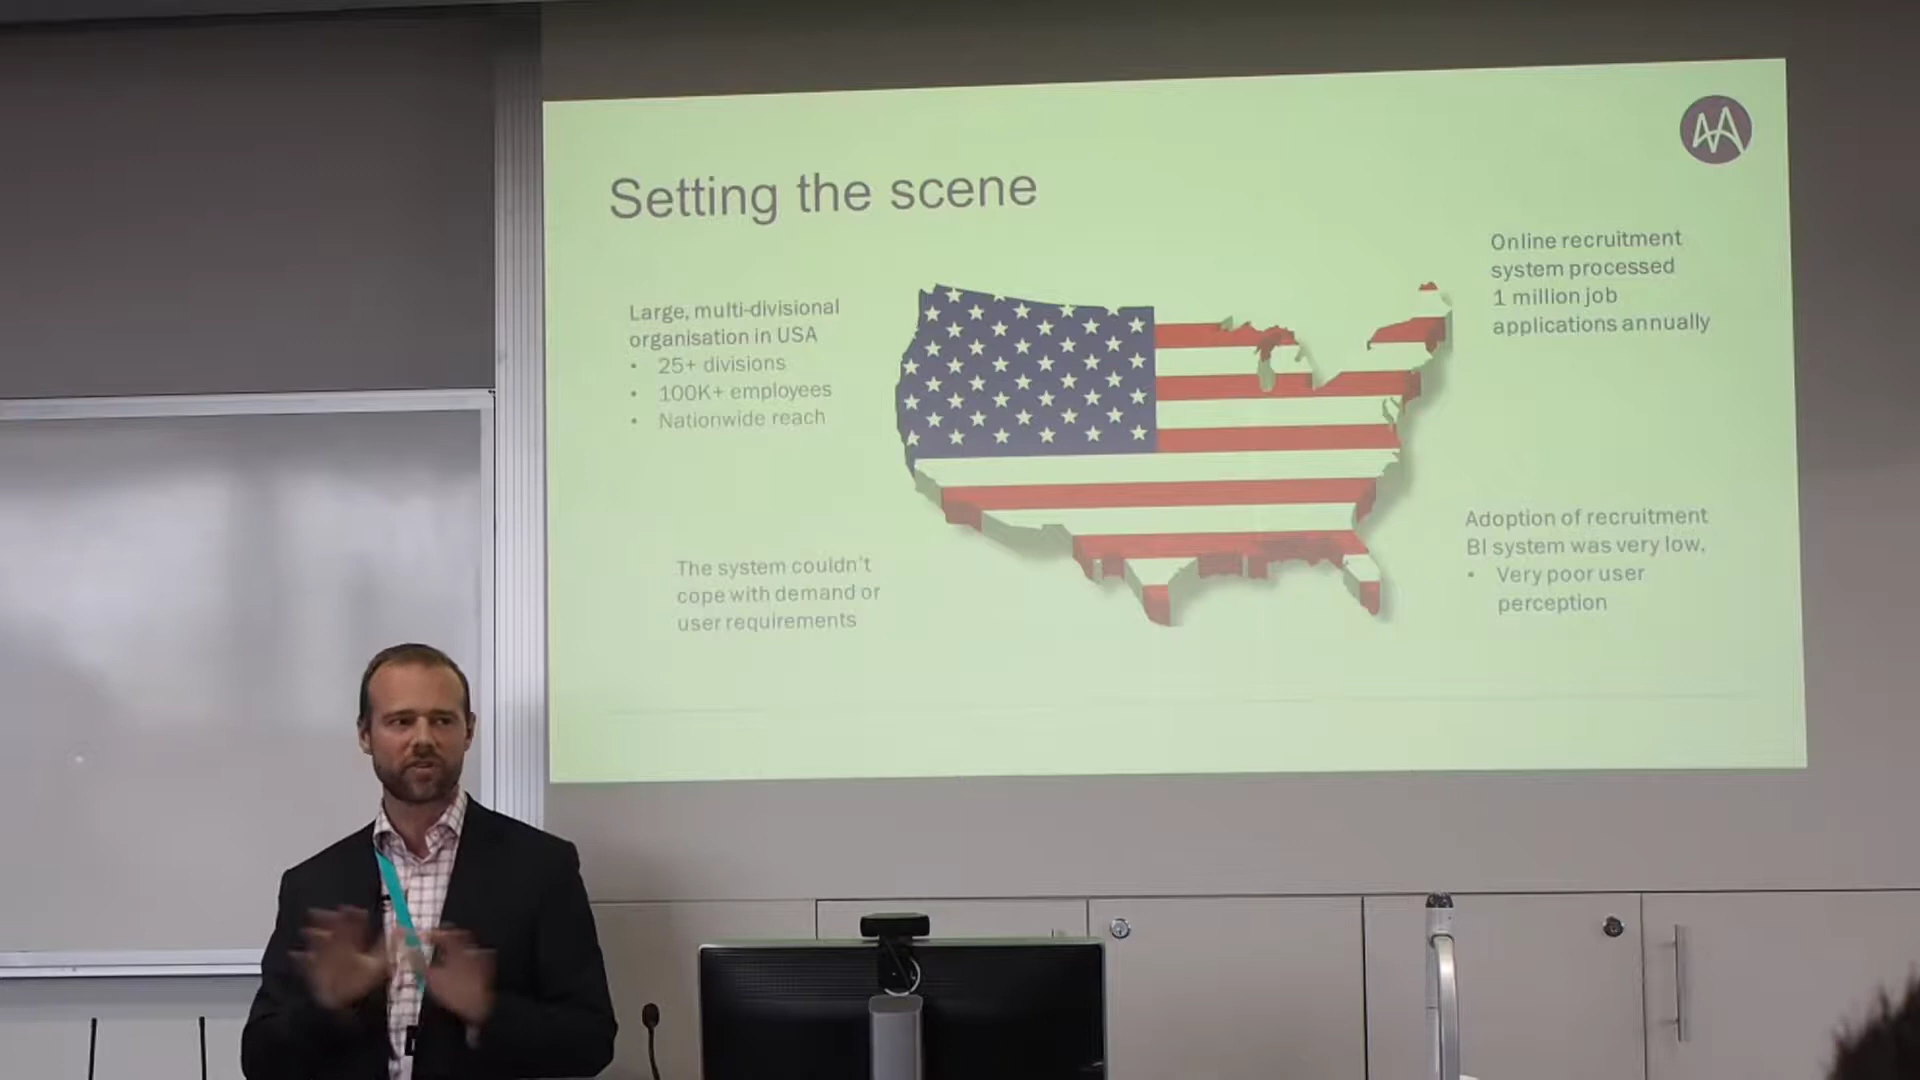 Setting the scene
Large, multi-divisional
organisation in USA
• 25+ divisions
• 100K+ employees
• Nationwide reach
The system couldn't
cope with demand or
user requirements
Online recruitment
system processed
1 million job
applications annually
Adoption of recruitment
BI system was very low,
• Very poor user
perception